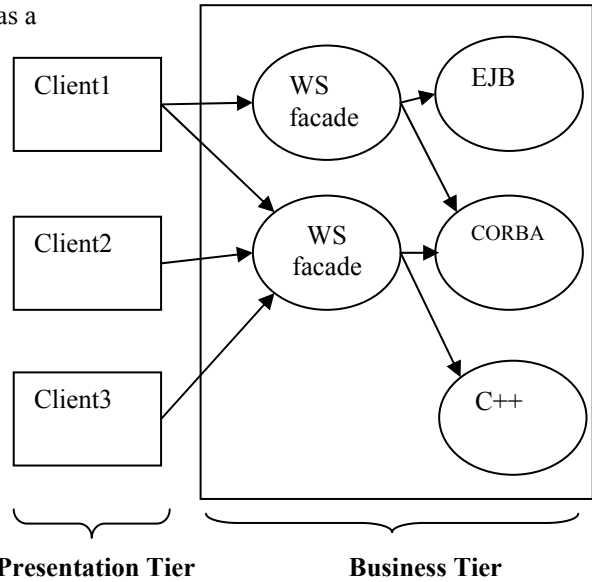 as a
Client1
WS
facade
EJB
Client2
WS
facade
CORBA
Client3
C++
Presentation Tier
Business Tier